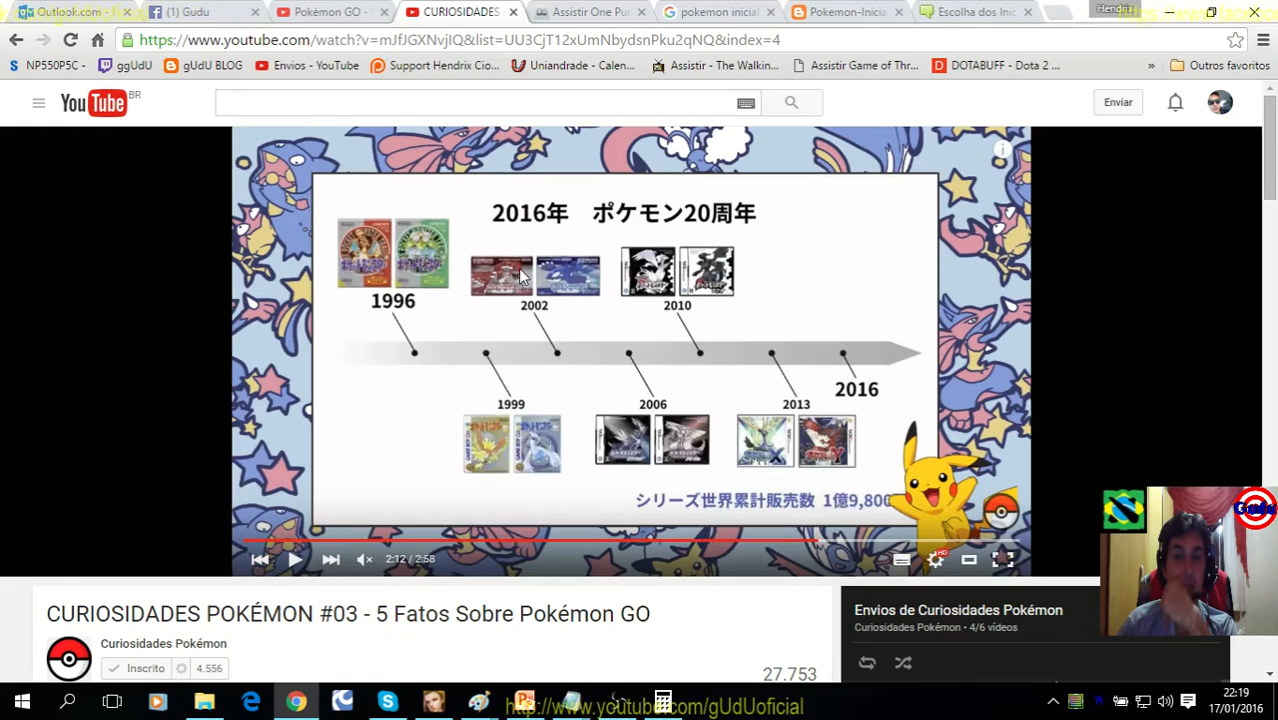 Outlook.com -
(1) Gudu
Pokémon GO -
CURIOSIDADES
Assistir One Pu
pokemon inicia
Pokemon-Inicia
Escolha dos Inic
Hendrix
https://www.youtube.com/watch?v=mJfJGXNvjIQ&list=UU3CjT12xUmNbydsnPku2qNQ&index=4
NP550P5C -
ggUdU
gUdU BLOG
Envios - YouTube
Support Hendrix Cio...
Uniandrade - Calen...
Assistir - The Walkin...
Assistir Game of Thr...
DOTABUFF - Dota 2 ...
»
Outros favoritos
YouTube BR
Enviar
2016年 ポケモン20周年
1996
2002
2010
2016
1999
2006
2013
シリーズ世界累計販売数 1億9,800
Gudu
2:12 / 2:58
HD
CURIOSIDADES POKÉMON #03 - 5 Fatos Sobre Pokémon GO
Curiosidades Pokémon
Inscrito
4.556
27.753
Envios de Curiosidades Pokémon
Curiosidades Pokémon • 4/6 vídeos
http://www.youtube.com/gUdUoficial
22:19
17/01/2016